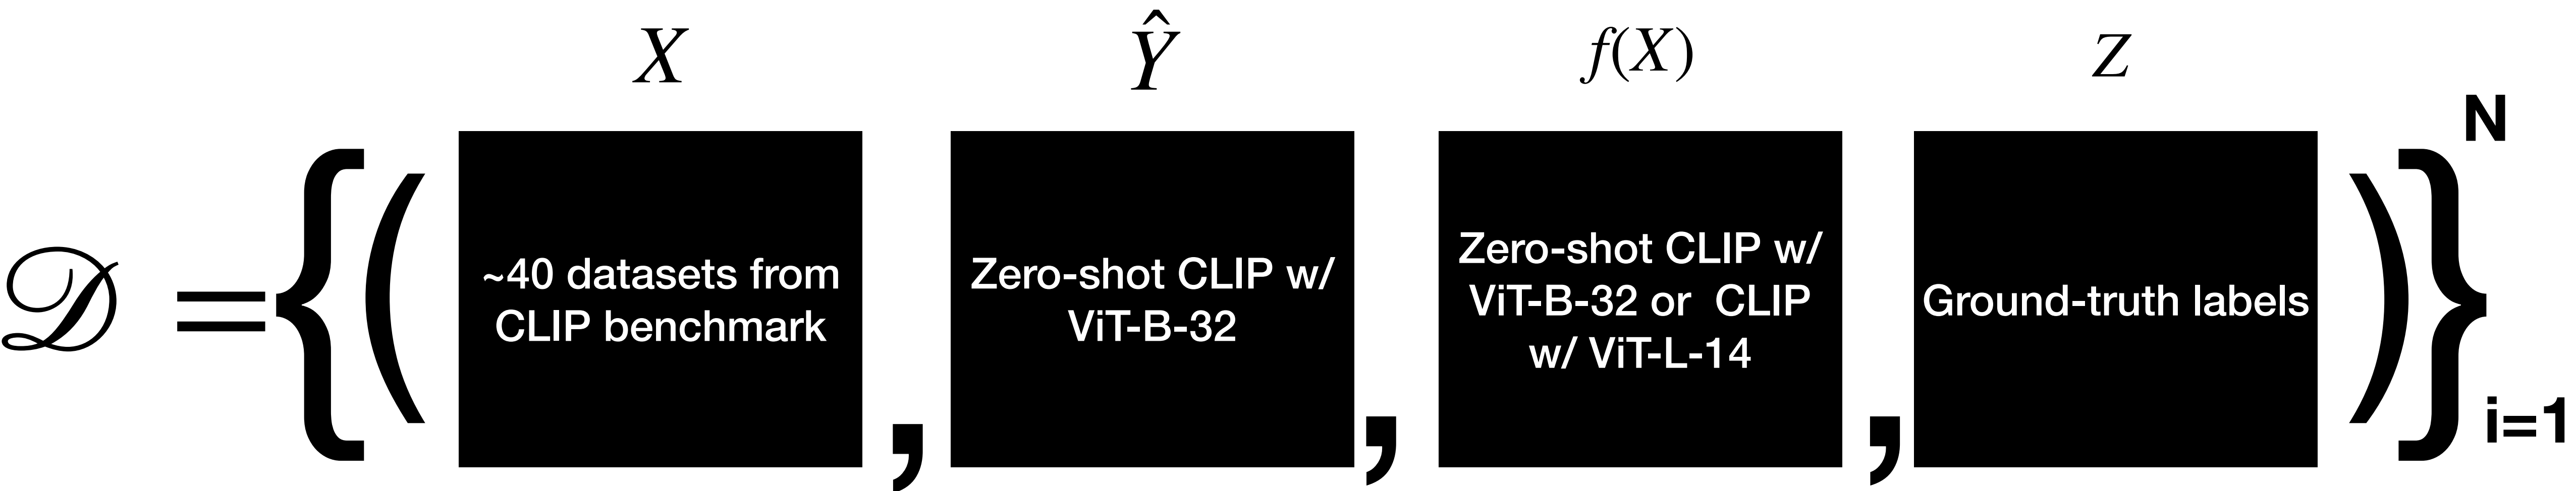 X Ŷ f(X) Z
𝒟 = { ( ~40 datasets from
CLIP benchmark , Zero-shot CLIP w/
ViT-B-32 , Zero-shot CLIP w/
ViT-B-32 or CLIP
w/ ViT-L-14 , Ground-truth labels ) } N
i=1